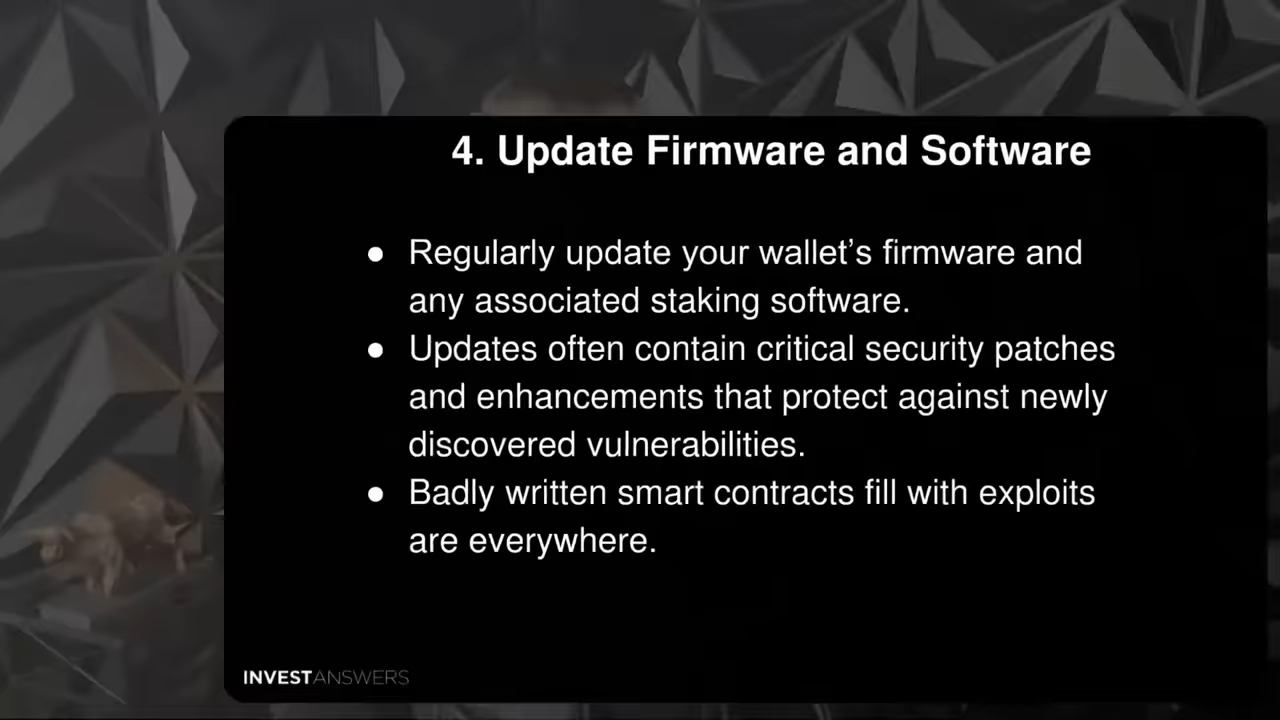 4. Update Firmware and Software
● Regularly update your wallet’s firmware and
any associated staking software.
● Updates often contain critical security patches
and enhancements that protect against newly
discovered vulnerabilities.
● Badly written smart contracts fill with exploits
are everywhere.
INVESTANSWERS